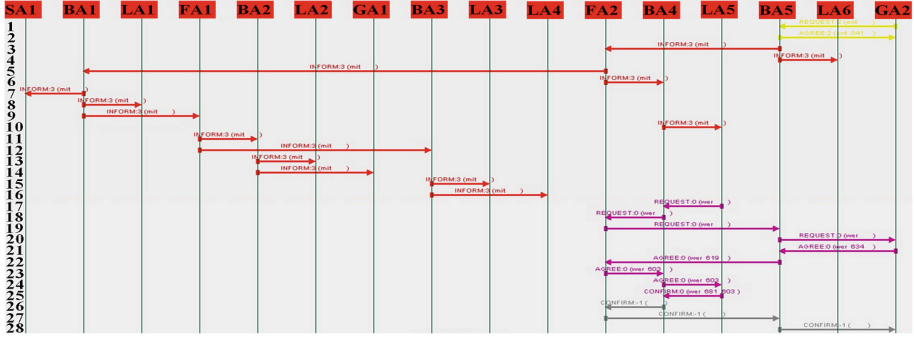 SA1 BA1 LA1 FA1 BA2 LA2 GA1 BA3 LA3 LA4 FA2 BA4 LA5 BA5 LA6 GA2
1
2
3 INFORM:3 (mit )
4 INFORM:3 (mit )
5 INFORM:3 (mit )
6 INFORM:3 (mit )
7 INFORM:3 (mit )
8 INFORM:3 (mit )
9 INFORM:3 (mit )
10 INFORM:3 (mit )
11 INFORM:3 (mit )
12 INFORM:3 (mit )
13 INFORM:3 (mit )
14 INFORM:3 (mit )
15 INFORM:3 (mit )
16 INFORM:3 (mit )
17 REQUEST:0 (wer )
18 REQUEST:0 (wer )
19 REQUEST:0 (wer )
20 REQUEST:0 (wer )
21 AGREE:0 (wer 634 )
22 AGREE:0 (wer 619 )
23 AGREE:0 (wer 603 )
24 AGREE:0 (wer 603 )
25 CONFIRM:0 (wer 681 603 )
26 CONFIRM:-1 ( )
27 CONFIRM:-1 ( )
28 CONFIRM:-1 ( )